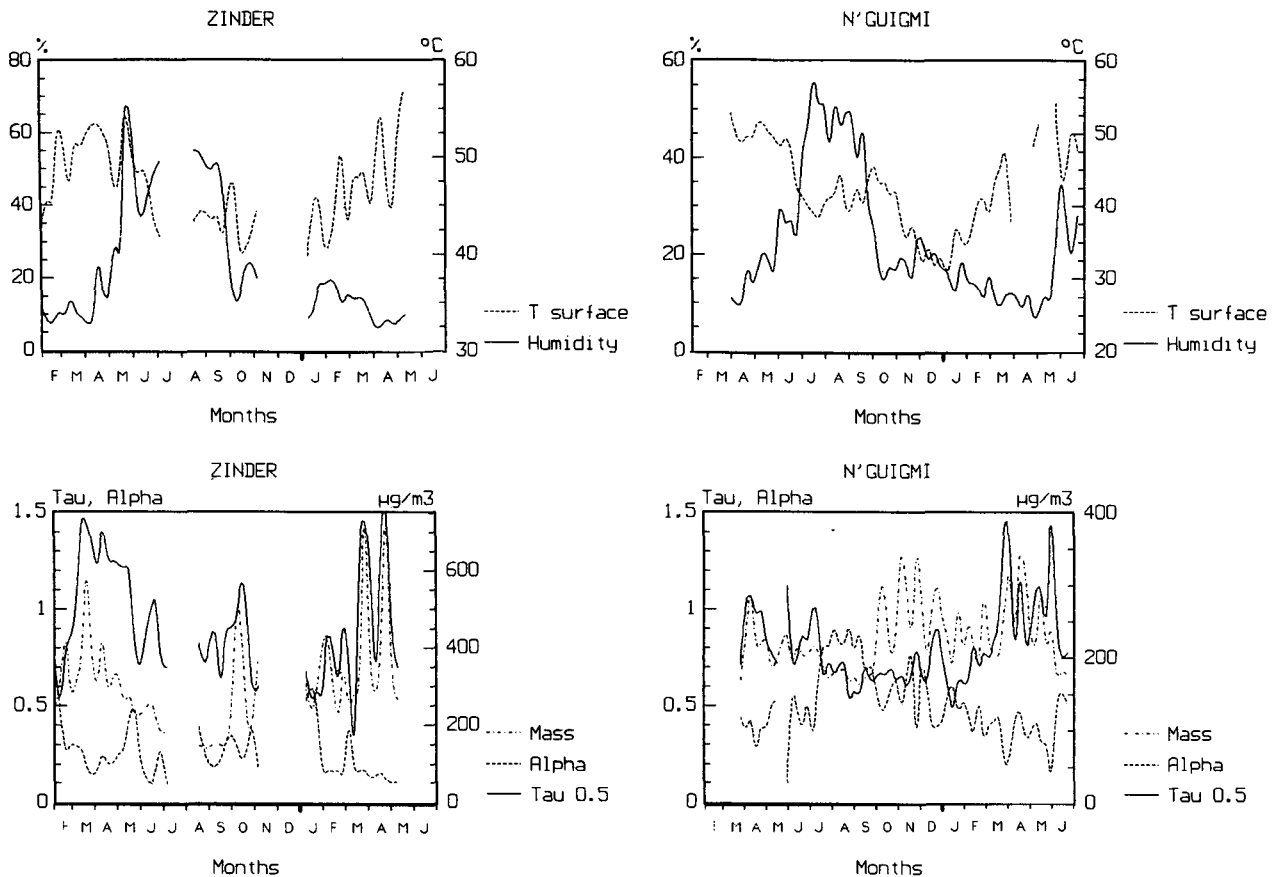 ZINDER
% °C
80 60
60 50
40 40
20
0 30
T surface
Humidity
F M A M J J A S O N D J F M A M J
Months
N'GUIGMI
% °C
60 60
50
40 40
20 30
0 20
T surface
Humidity
F M A M J J A S O N D J F M A M J
Months
ZINDER
Tau, Alpha µg/m3
1.5
600
1
400
0.5
200
0 0
Mass
Alpha
Tau 0.5
F M A M J J A S O N D J F M A M J
Months
N'GUIGMI
Tau, Alpha µg/m3
1.5 400
300
1
200
0.5
100
0 0
Mass
Alpha
Tau 0.5
M A M J J A S O N D J F M A M J
Months